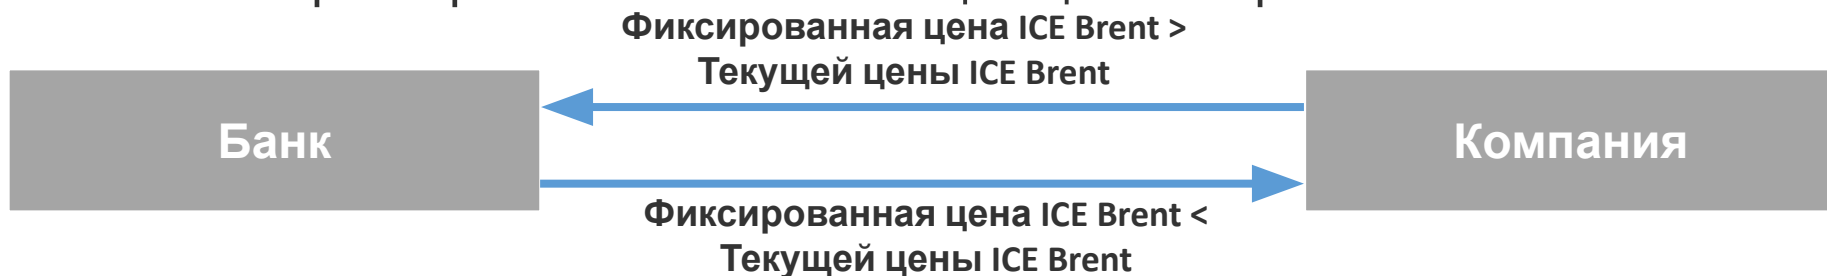 Фиксированная цена ICE Brent >
Текущей цены ICE Brent
Банк
Компания
Фиксированная цена ICE Brent <
Текущей цены ICE Brent